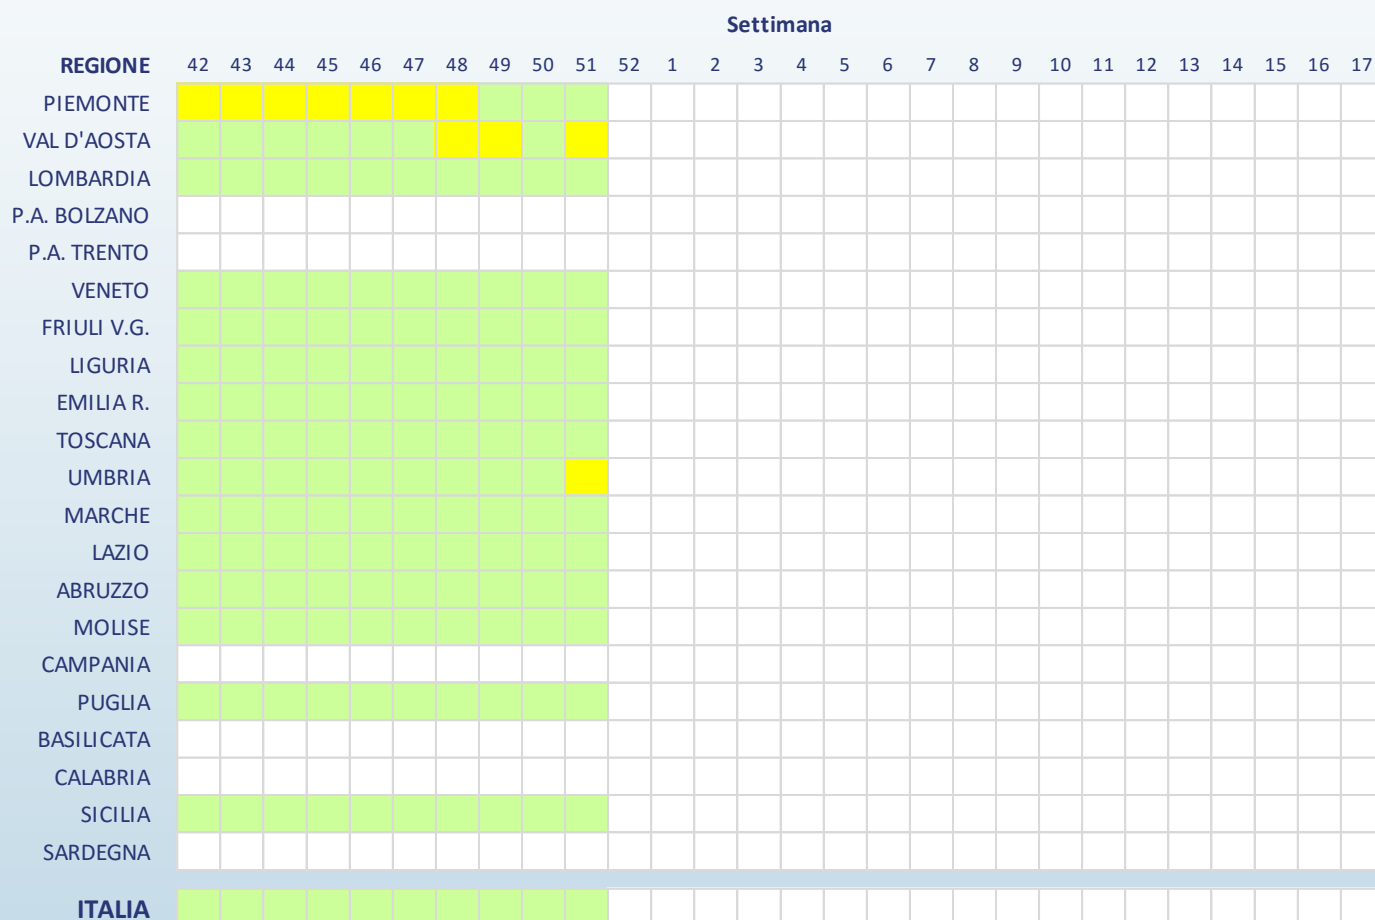 Settimana
REGIONE 42 43 44 45 46 47 48 49 50 51 52 1 2 3 4 5 6 7 8 9 10 11 12 13 14 15 16 17
PIEMONTE
VAL D'AOSTA
LOMBARDIA
P.A. BOLZANO
P.A. TRENTO
VENETO
FRIULI V.G.
LIGURIA
EMILIA R.
TOSCANA
UMBRIA
MARCHE
LAZIO
ABRUZZO
MOLISE
CAMPANIA
PUGLIA
BASILICATA
CALABRIA
SICILIA
SARDEGNA
ITALIA